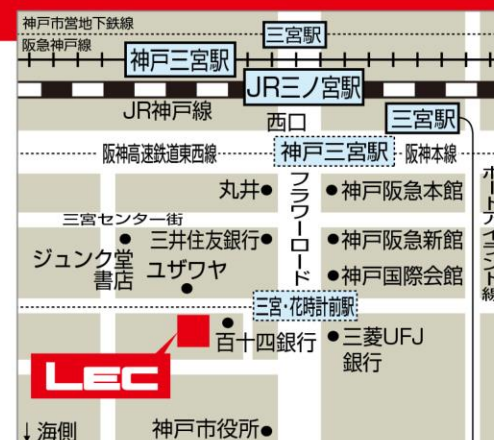 神戸市営地下鉄線
三宮駅
阪急神戸線
神戸三宮駅
JR三ノ宮駅
JR神戸線
西口
三宮駅
阪神高速鉄道東西線
神戸三宮駅
阪神本線
ポートアイランド線
丸井
フラワーロード
神戸阪急本館
三宮センター街
三井住友銀行
神戸阪急新館
ジュンク堂
書店
ユザワヤ
神戸国際会館
三宮・花時計前駅
百十四銀行
三菱UFJ
銀行
LEC
↓海側
神戸市役所